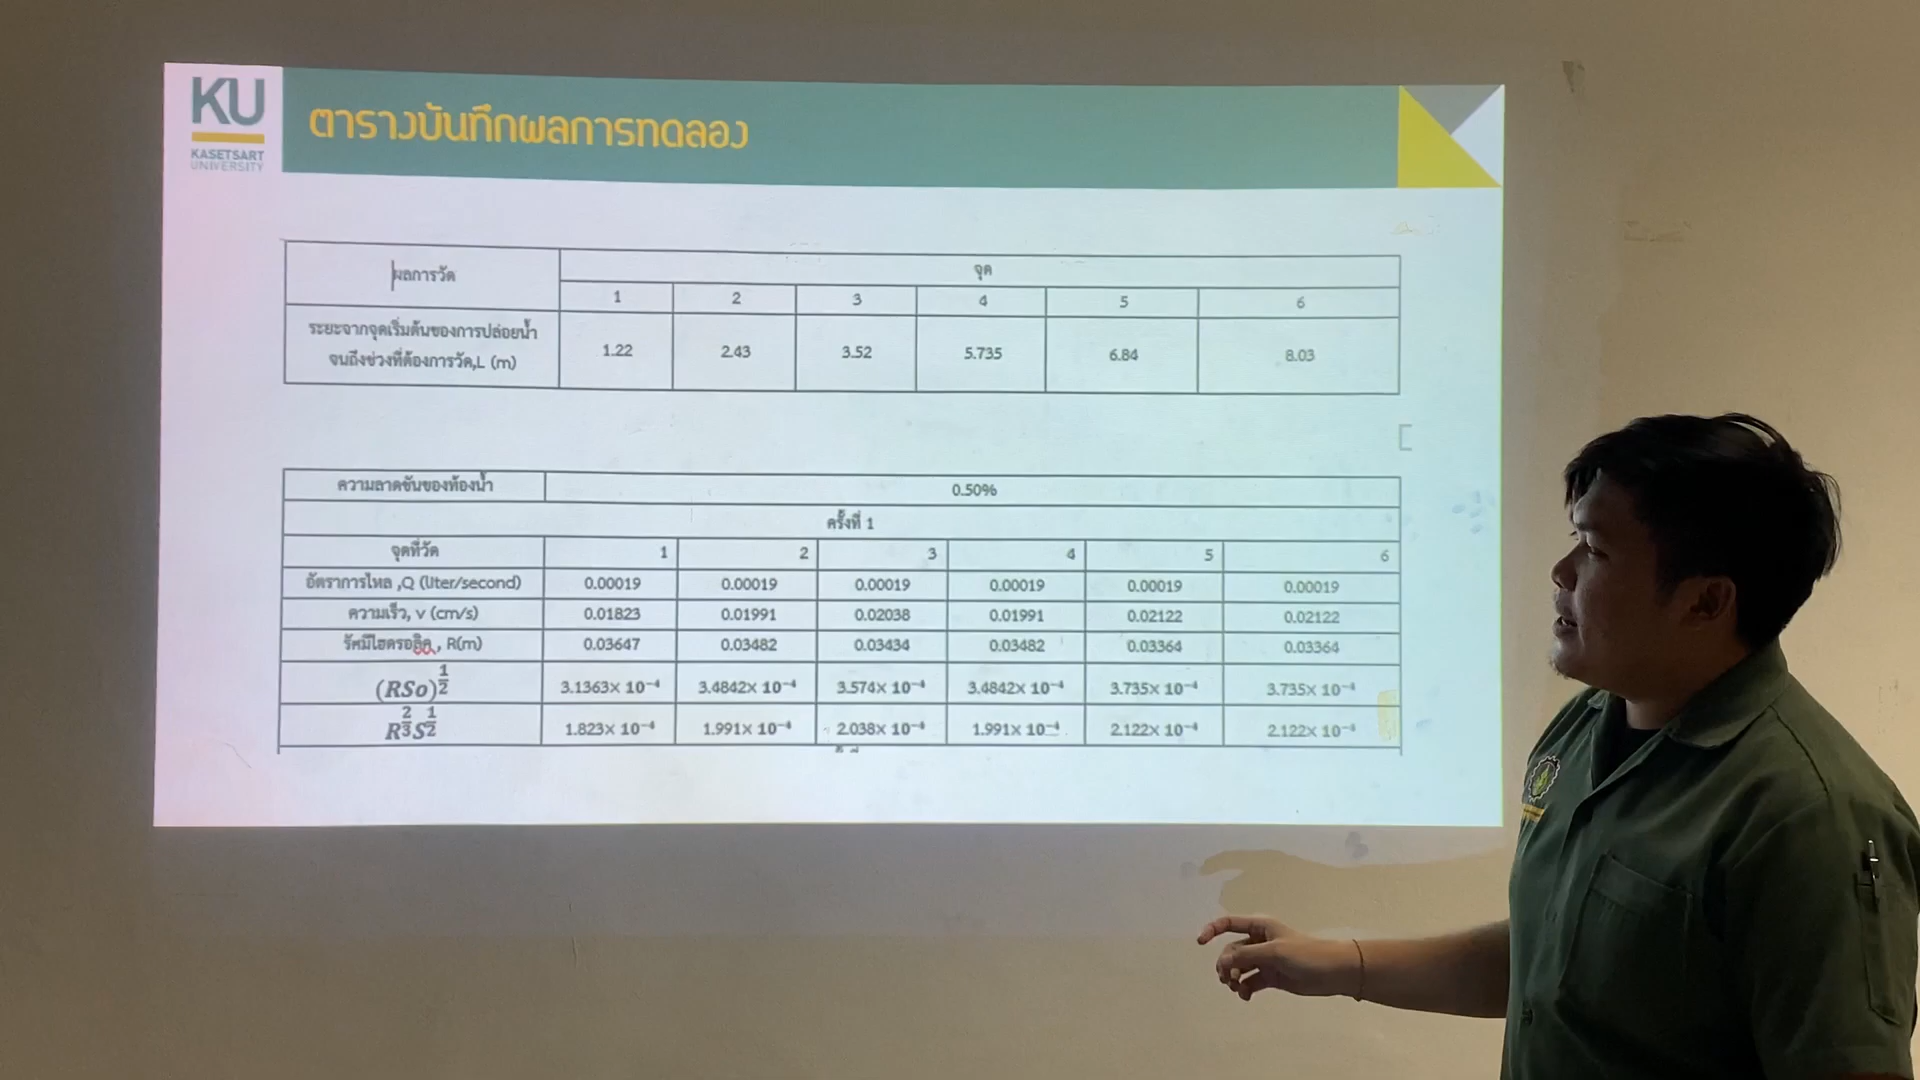 KU
KASETSART
UNIVERSITY
ตารางบันทึกผลการทดลอง
ผลการวัด จุด
1 2 3 4 5 6
ระยะจากจุดเริ่มต้นของการปล่อยน้ำ
จนถึงช่วงที่ต้องการวัด,L (m) 1.22 2.43 3.52 5.735 6.84 8.03
ความลาดชันของท้องน้ำ 0.50%
ครั้งที่ 1
จุดที่วัด 1 2 3 4 5 6
อัตราการไหล ,Q (liter/second) 0.00019 0.00019 0.00019 0.00019 0.00019 0.00019
ความเร็ว, v (cm/s) 0.01823 0.01991 0.02038 0.01991 0.02122 0.02122
รัศมีไฮดรอลิค, R(m) 0.03647 0.03482 0.03434 0.03482 0.03364 0.03364
(RSo)^1/2 3.1363× 10⁻⁴ 3.4842× 10⁻⁴ 3.574× 10⁻⁴ 3.4842× 10⁻⁴ 3.735× 10⁻⁴ 3.735× 10⁻⁴
R^2/3 S^1/2 1.823× 10⁻⁴ 1.991× 10⁻⁴ 2.038× 10⁻⁴ 1.991× 10⁻⁴ 2.122× 10⁻⁴ 2.122× 10⁻⁴